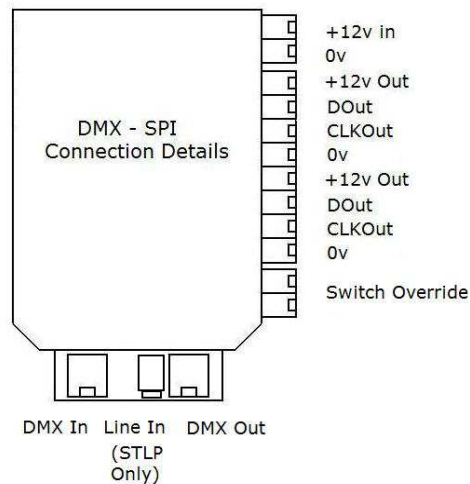 DMX - SPI
Connection Details
+12v in
0v
+12v Out
DOut
CLKOut
0v
+12v Out
DOut
CLKOut
0v
Switch Override
DMX In Line In DMX Out
(STLP
Only)